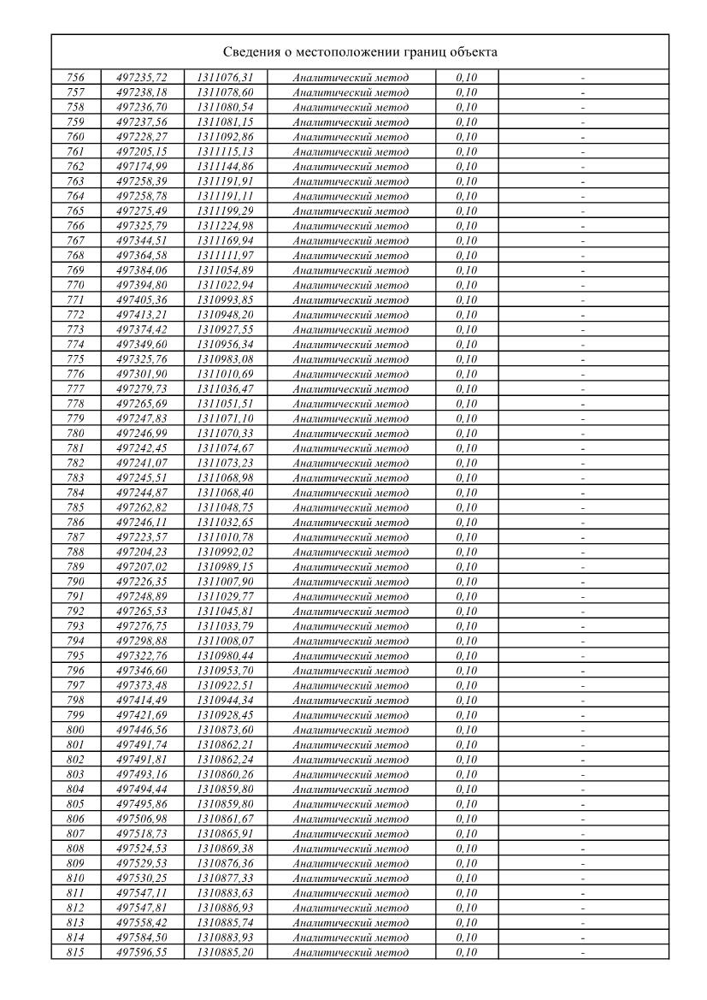 Сведения о местоположении границ объекта
756 497235,72 1311076,31 Аналитический метод 0,10 -
757 497238,18 1311078,60 Аналитический метод 0,10 -
758 497236,70 1311080,54 Аналитический метод 0,10 -
759 497237,56 1311081,15 Аналитический метод 0,10 -
760 497228,27 1311092,86 Аналитический метод 0,10 -
761 497205,15 1311115,13 Аналитический метод 0,10 -
762 497174,99 1311144,86 Аналитический метод 0,10 -
763 497258,39 1311191,91 Аналитический метод 0,10 -
764 497258,78 1311191,11 Аналитический метод 0,10 -
765 497275,49 1311199,29 Аналитический метод 0,10 -
766 497325,79 1311224,98 Аналитический метод 0,10 -
767 497344,51 1311169,94 Аналитический метод 0,10 -
768 497364,58 1311111,97 Аналитический метод 0,10 -
769 497384,06 1311054,89 Аналитический метод 0,10 -
770 497394,80 1311022,94 Аналитический метод 0,10 -
771 497405,36 1310993,85 Аналитический метод 0,10 -
772 497413,21 1310948,20 Аналитический метод 0,10 -
773 497374,42 1310927,55 Аналитический метод 0,10 -
774 497349,60 1310956,34 Аналитический метод 0,10 -
775 497325,76 1310983,08 Аналитический метод 0,10 -
776 497301,90 1311010,69 Аналитический метод 0,10 -
777 497279,73 1311036,47 Аналитический метод 0,10 -
778 497265,69 1311051,51 Аналитический метод 0,10 -
779 497247,83 1311071,10 Аналитический метод 0,10 -
780 497246,99 1311070,33 Аналитический метод 0,10 -
781 497242,45 1311074,67 Аналитический метод 0,10 -
782 497241,07 1311073,23 Аналитический метод 0,10 -
783 497245,51 1311068,98 Аналитический метод 0,10 -
784 497244,87 1311068,40 Аналитический метод 0,10 -
785 497262,82 1311048,75 Аналитический метод 0,10 -
786 497246,11 1311032,65 Аналитический метод 0,10 -
787 497223,57 1311010,78 Аналитический метод 0,10 -
788 497204,23 1310992,02 Аналитический метод 0,10 -
789 497207,02 1310989,15 Аналитический метод 0,10 -
790 497226,35 1311007,90 Аналитический метод 0,10 -
791 497248,89 1311029,77 Аналитический метод 0,10 -
792 497265,53 1311045,81 Аналитический метод 0,10 -
793 497276,75 1311033,79 Аналитический метод 0,10 -
794 497298,88 1311008,07 Аналитический метод 0,10 -
795 497322,76 1310980,44 Аналитический метод 0,10 -
796 497346,60 1310953,70 Аналитический метод 0,10 -
797 497373,48 1310922,51 Аналитический метод 0,10 -
798 497414,49 1310944,34 Аналитический метод 0,10 -
799 497421,69 1310928,45 Аналитический метод 0,10 -
800 497446,56 1310873,60 Аналитический метод 0,10 -
801 497491,74 1310862,21 Аналитический метод 0,10 -
802 497491,81 1310862,24 Аналитический метод 0,10 -
803 497493,16 1310860,26 Аналитический метод 0,10 -
804 497494,44 1310859,80 Аналитический метод 0,10 -
805 497495,86 1310859,80 Аналитический метод 0,10 -
806 497506,98 1310861,67 Аналитический метод 0,10 -
807 497518,73 1310865,91 Аналитический метод 0,10 -
808 497524,53 1310869,38 Аналитический метод 0,10 -
809 497529,53 1310876,36 Аналитический метод 0,10 -
810 497530,25 1310877,33 Аналитический метод 0,10 -
811 497547,11 1310883,63 Аналитический метод 0,10 -
812 497547,81 1310886,93 Аналитический метод 0,10 -
813 497558,42 1310885,74 Аналитический метод 0,10 -
814 497584,50 1310883,93 Аналитический метод 0,10 -
815 497596,55 1310885,20 Аналитический метод 0,10 -